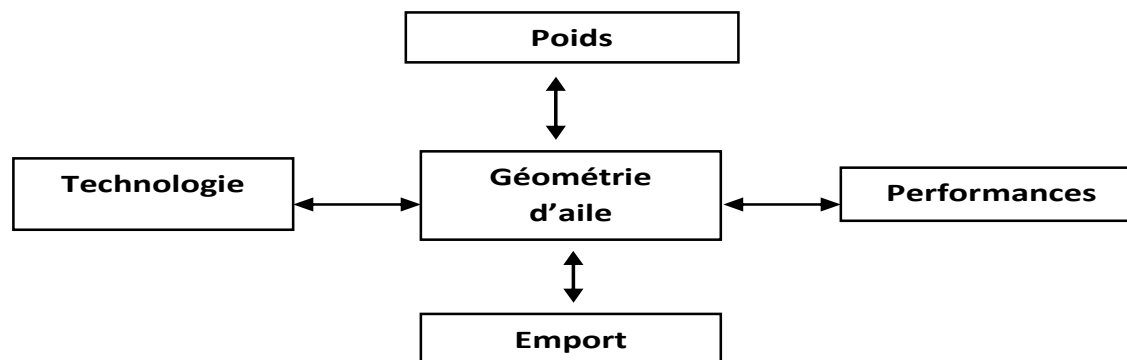 Poids
Technologie
Géométrie
d’aile
Performances
Emport